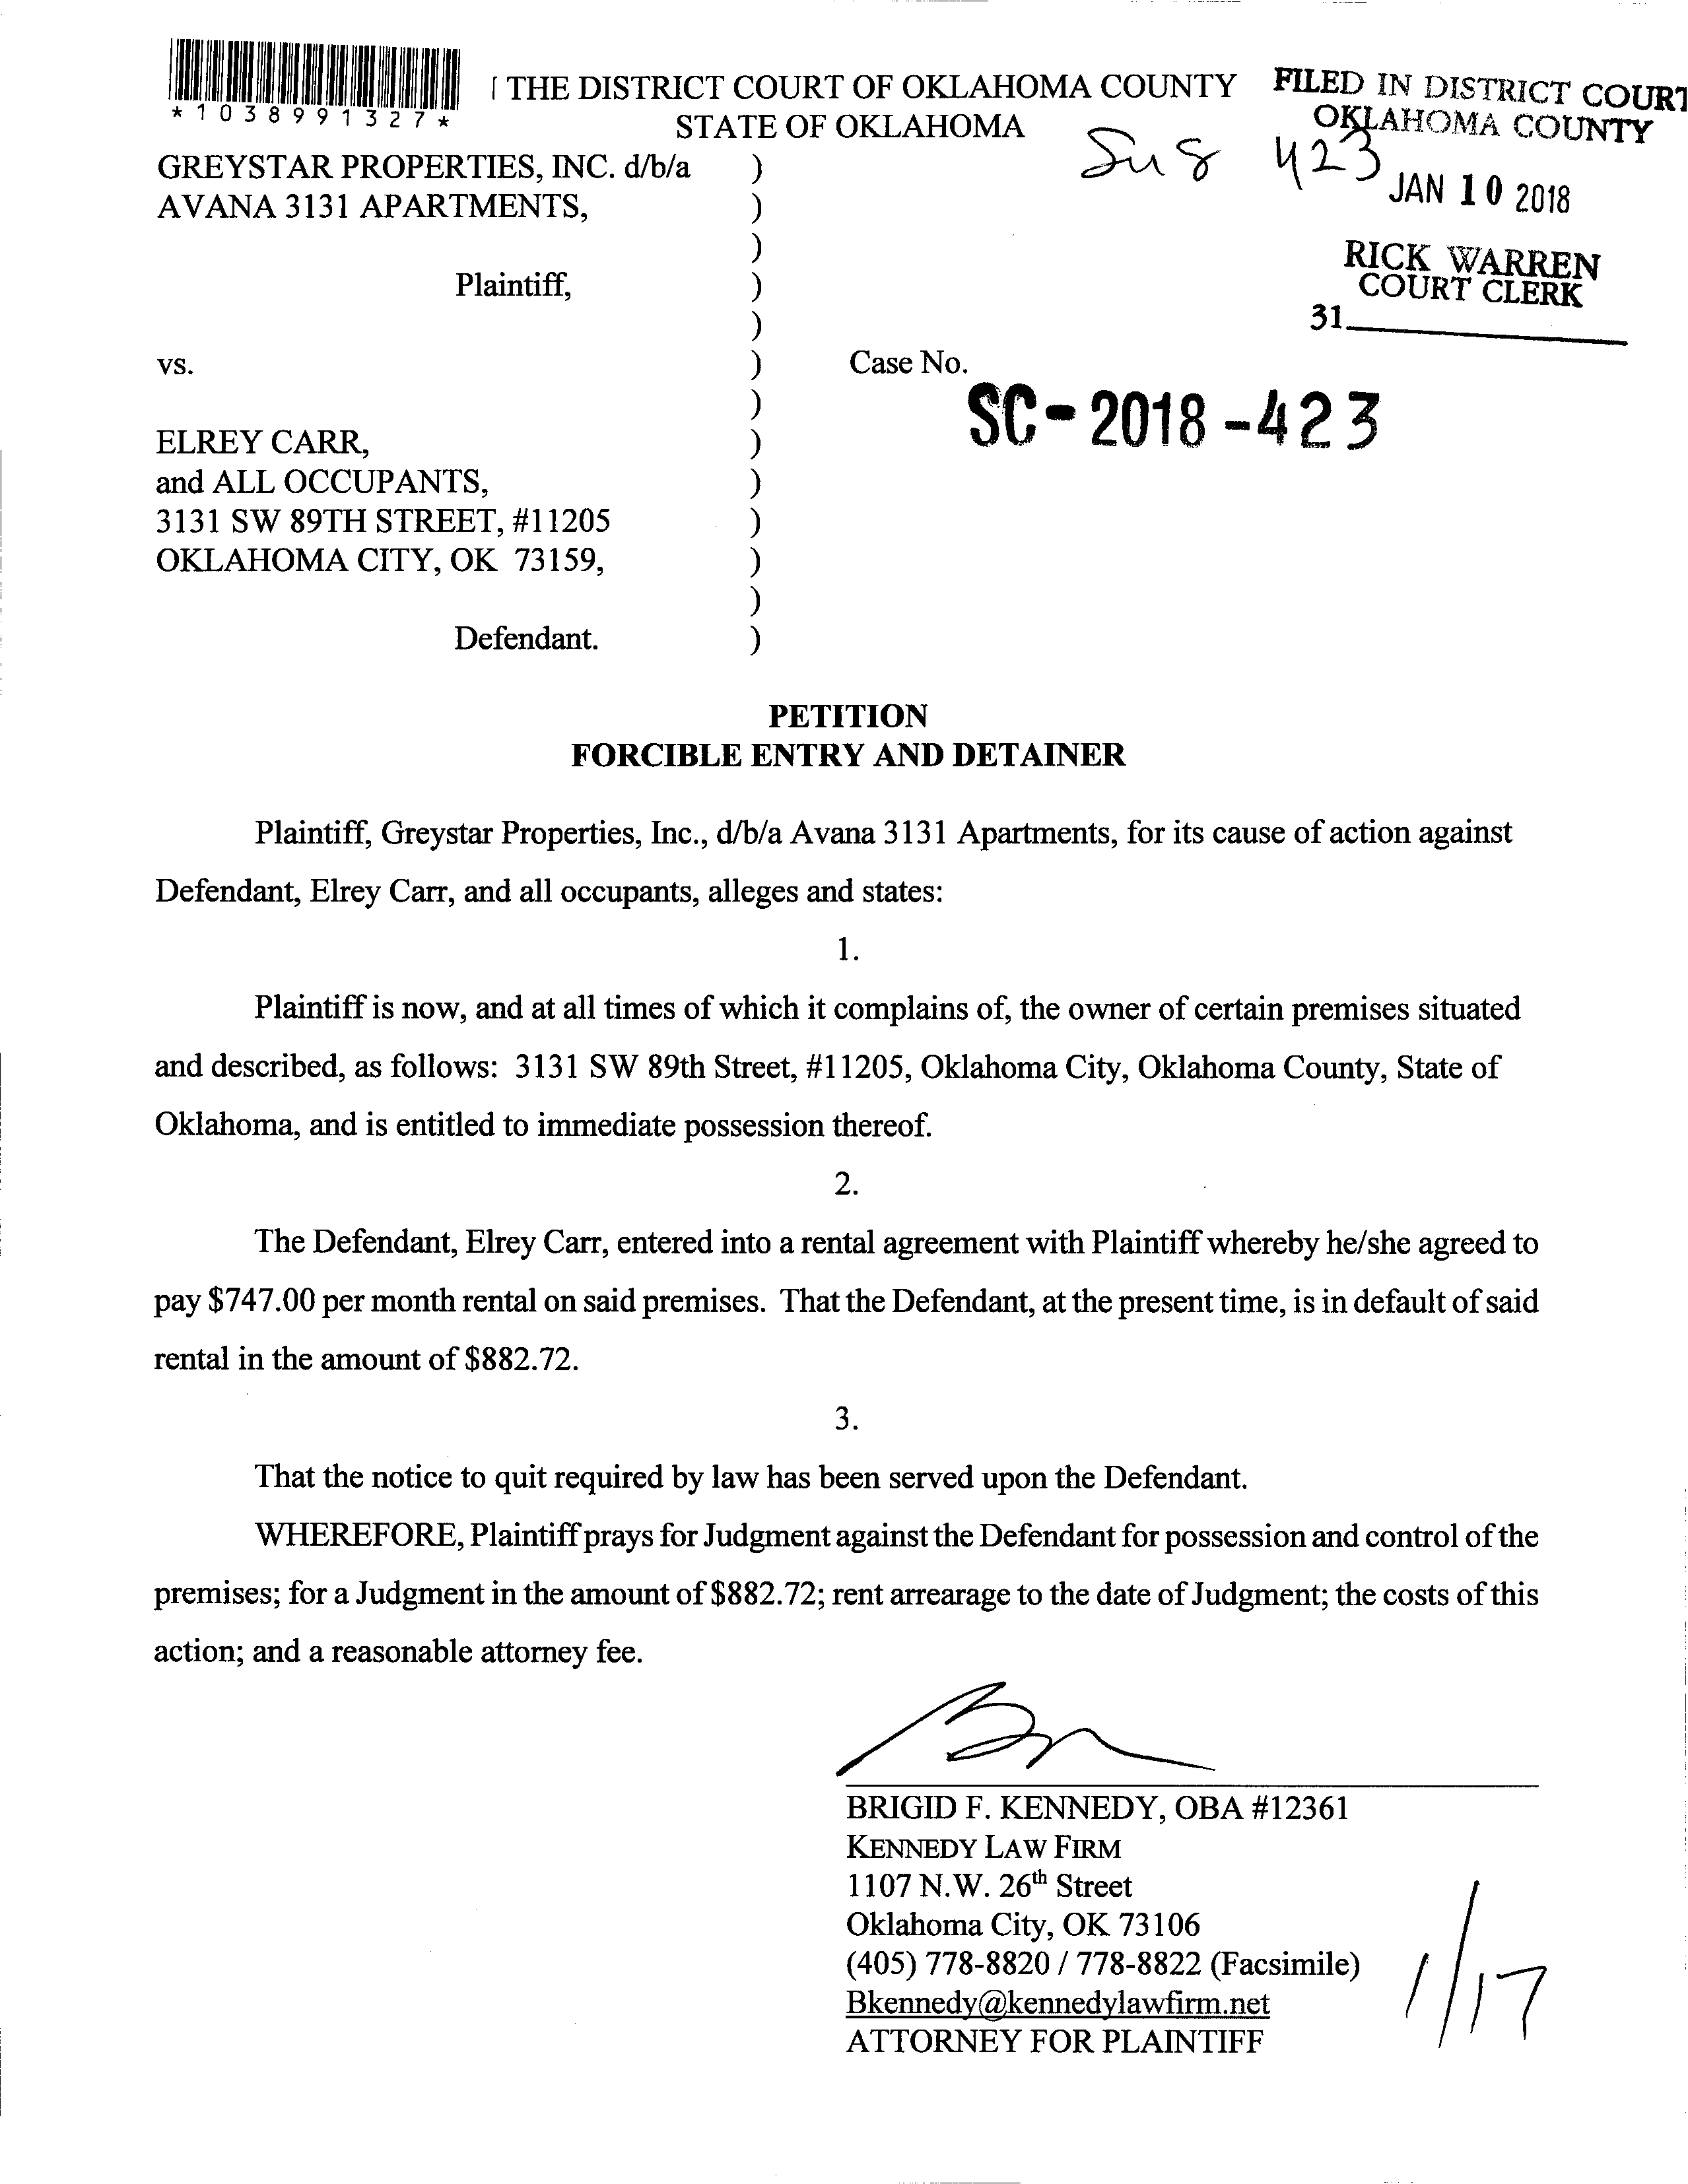 THE DISTRICT COURT OF OKLAHOMA COUNTY
STATE OF OKLAHOMA
*1038991327*
FILED IN DISTRICT COURT
OKLAHOMA COUNTY
423
JAN 10 2018
RICK WARREN
COURT CLERK
31
GREYSTAR PROPERTIES, INC. d/b/a )
AVANA 3131 APARTMENTS, )
)
Plaintiff, )
)
vs. ) Case No.
SC-2018-423
)
ELREY CARR, )
and ALL OCCUPANTS, )
3131 SW 89TH STREET, #11205 )
OKLAHOMA CITY, OK 73159, )
)
Defendant. )
PETITION
FORCIBLE ENTRY AND DETAINER
Plaintiff, Greystar Properties, Inc., d/b/a Avana 3131 Apartments, for its cause of action against
Defendant, Elrey Carr, and all occupants, alleges and states:
1.
Plaintiff is now, and at all times of which it complains of, the owner of certain premises situated
and described, as follows: 3131 SW 89th Street, #11205, Oklahoma City, Oklahoma County, State of
Oklahoma, and is entitled to immediate possession thereof.
2.
The Defendant, Elrey Carr, entered into a rental agreement with Plaintiff whereby he/she agreed to
pay $747.00 per month rental on said premises. That the Defendant, at the present time, is in default of said
rental in the amount of $882.72.
3.
That the notice to quit required by law has been served upon the Defendant.
WHEREFORE, Plaintiff prays for Judgment against the Defendant for possession and control of the
premises; for a Judgment in the amount of $882.72; rent arrearage to the date of Judgment; the costs of this
action; and a reasonable attorney fee.
BRIGID F. KENNEDY, OBA #12361
KENNEDY LAW FIRM
1107 N.W. 26th Street
Oklahoma City, OK 73106
(405) 778-8820 / 778-8822 (Facsimile)
Bkennedy@kennedylawfirm.net
ATTORNEY FOR PLAINTIFF
1/17